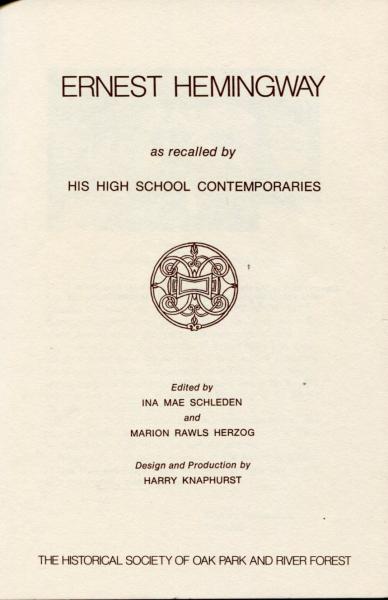 ERNEST HEMINGWAY
as recalled by
HIS HIGH SCHOOL CONTEMPORARIES
Edited by
INA MAE SCHLEDEN
and
MARION RAWLS HERZOG
Design and Production by
HARRY KNAPHURST
THE HISTORICAL SOCIETY OF OAK PARK AND RIVER FOREST